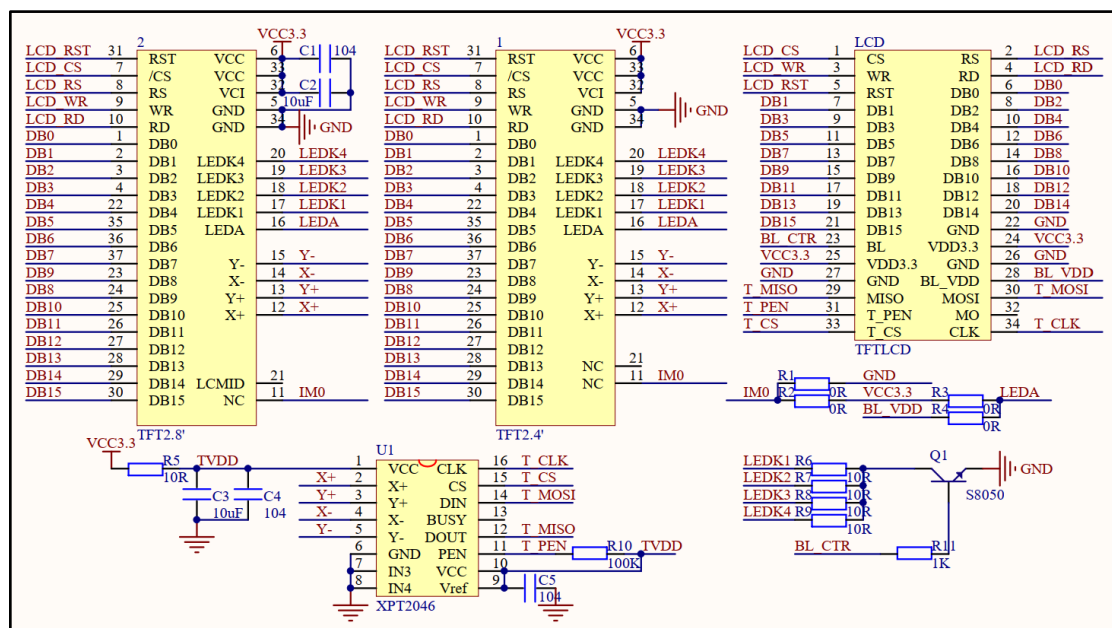 2
LCD_RST 31 RST VCC 6 VCC3.3 C1 104
LCD_CS 7 /CS VCC 33
LCD_RS 8 RS VCI 32 C2
LCD_WR 9 WR GND 5 10uF
LCD_RD 10 RD GND 34 GND
DB0 1 DB0
DB1 2 DB1 LEDK4 20 LEDK4
DB2 3 DB2 LEDK3 19 LEDK3
DB3 4 DB3 LEDK2 18 LEDK2
DB4 22 DB4 LEDK1 17 LEDK1
DB5 35 DB5 LEDA 16 LEDA
DB6 36 DB6
DB7 37 DB7 Y- 15 Y-
DB9 23 DB8 X- 14 X-
DB8 24 DB9 Y+ 13 Y+
DB10 25 DB10 X+ 12 X+
DB11 26 DB11
DB12 27 DB12
DB13 28 DB13
DB14 29 DB14 LCMID 21
DB15 30 DB15 NC 11 IM0
TFT2.8'
1
LCD_RST 31 RST VCC 6 VCC3.3
LCD_CS 7 /CS VCC 33
LCD_RS 8 RS VCI 32
LCD_WR 9 WR GND 5 GND
LCD_RD 10 RD GND 34
DB0 1 DB0
DB1 2 DB1 LEDK4 20 LEDK4
DB2 3 DB2 LEDK3 19 LEDK3
DB3 4 DB3 LEDK2 18 LEDK2
DB4 22 DB4 LEDK1 17 LEDK1
DB5 35 DB5 LEDA 16 LEDA
DB6 36 DB6
DB7 37 DB7 Y- 15 Y-
DB9 23 DB8 X- 14 X-
DB8 24 DB9 Y+ 13 Y+
DB10 25 DB10 X+ 12 X+
DB11 26 DB11
DB12 27 DB12
DB13 28 DB13 NC 21
DB14 29 DB14 NC 11 IM0
DB15 30 DB15
TFT2.4'
LCD
LCD_CS 1 CS RS 2 LCD_RS
LCD_WR 3 WR RD 4 LCD_RD
LCD_RST 5 RST DB0 6 DB0
DB1 7 DB1 DB2 8 DB2
DB3 9 DB3 DB4 10 DB4
DB5 11 DB5 DB6 12 DB6
DB7 13 DB7 DB8 14 DB8
DB9 15 DB9 DB10 16 DB10
DB11 17 DB11 DB12 18 DB12
DB13 19 DB13 DB14 20 DB14
DB15 21 DB15 GND 22 GND
BL_CTR 23 BL VDD3.3 24 VCC3.3
VCC3.3 25 VDD3.3 GND 26 GND
GND 27 GND BL_VDD 28 BL_VDD
T_MISO 29 MISO MOSI 30 T_MOSI
T_PEN 31 T_PEN MO 32
T_CS 33 T_CS CLK 34 T_CLK
TFTLCD
R1 0R GND
IM0 R2 0R VCC3.3 R3 0R LEDA
BL_VDD R4 0R
VCC3.3 R5 10R TVDD
C3 10uF C4 104
U1
1 VCC CLK 16 T_CLK
X+ 2 X+ CS 15 T_CS
Y+ 3 Y+ DIN 14 T_MOSI
X- 4 X- BUSY 13
Y- 5 Y- DOUT 12 T_MISO
6 GND PEN 11 T_PEN R10 100K TVDD
7 IN3 VCC 10
8 IN4 Vref 9 C5 104
XPT2046
LEDK1 R6 10R Q1 S8050 GND
LEDK2 R7 10R
LEDK3 R8 10R
LEDK4 R9 10R
BL_CTR R11 1K